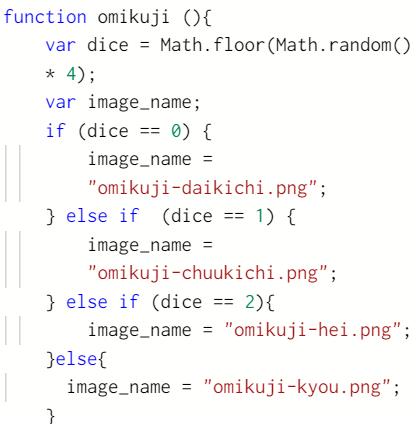 function omikuji (){
var dice = Math.floor(Math.random()
* 4);
var image_name;
if (dice == 0) {
image_name =
"omikuji-daikichi.png";
} else if  (dice == 1) {
image_name =
"omikuji-chuukichi.png";
} else if (dice == 2){
image_name = "omikuji-hei.png";
}else{
image_name = "omikuji-kyou.png";
}